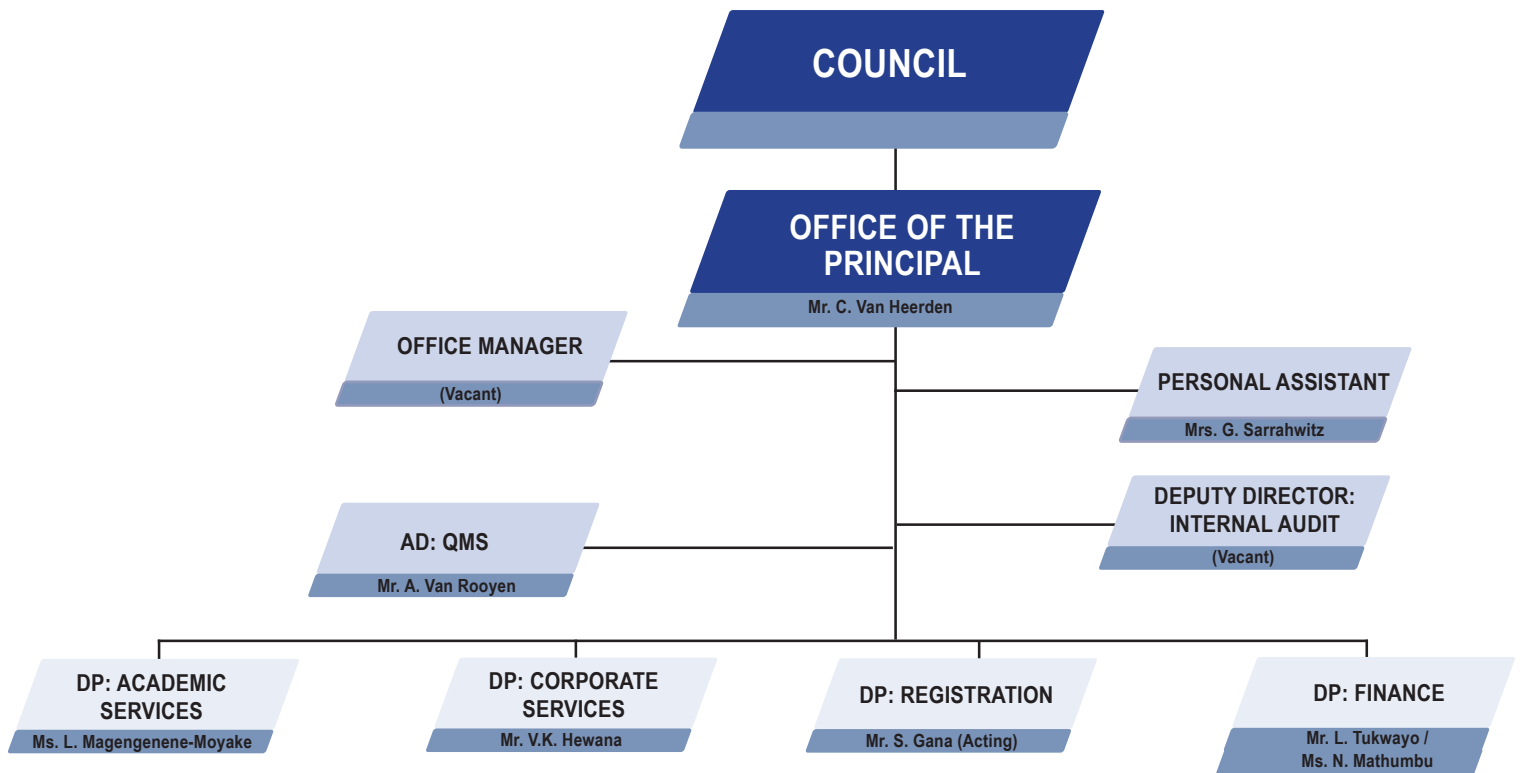 COUNCIL
OFFICE OF THE
PRINCIPAL
Mr. C. Van Heerden
OFFICE MANAGER
(Vacant)
PERSONAL ASSISTANT
Mrs. G. Sarrahwitz
DEPUTY DIRECTOR:
INTERNAL AUDIT
(Vacant)
AD: QMS
Mr. A. Van Rooyen
DP: ACADEMIC
SERVICES
Ms. L. Magengenene-Moyake
DP: CORPORATE
SERVICES
Mr. V.K. Hewana
DP: REGISTRATION
Mr. S. Gana (Acting)
DP: FINANCE
Mr. L. Tukwayo /
Ms. N. Mathumbu